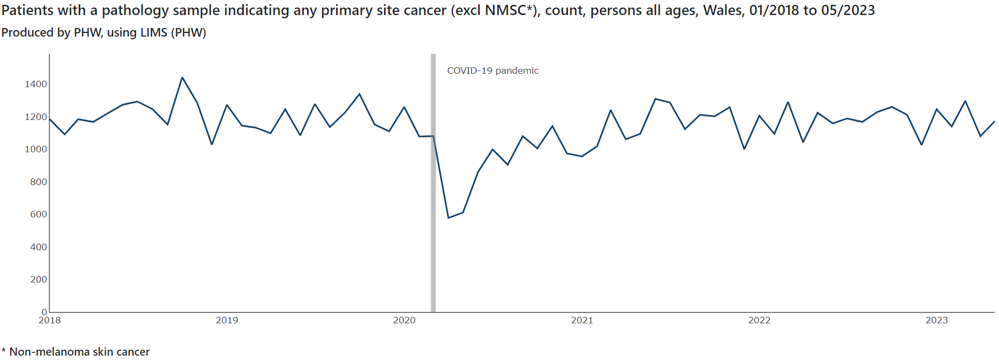 Patients with a pathology sample indicating any primary site cancer (excl NMSC*), count, persons all ages, Wales, 01/2018 to 05/2023
Produced by PHW, using LIMS (PHW)
COVID-19 pandemic
1400
1200
1000
800
600
400
200
0
2018 2019 2020 2021 2022 2023
* Non-melanoma skin cancer